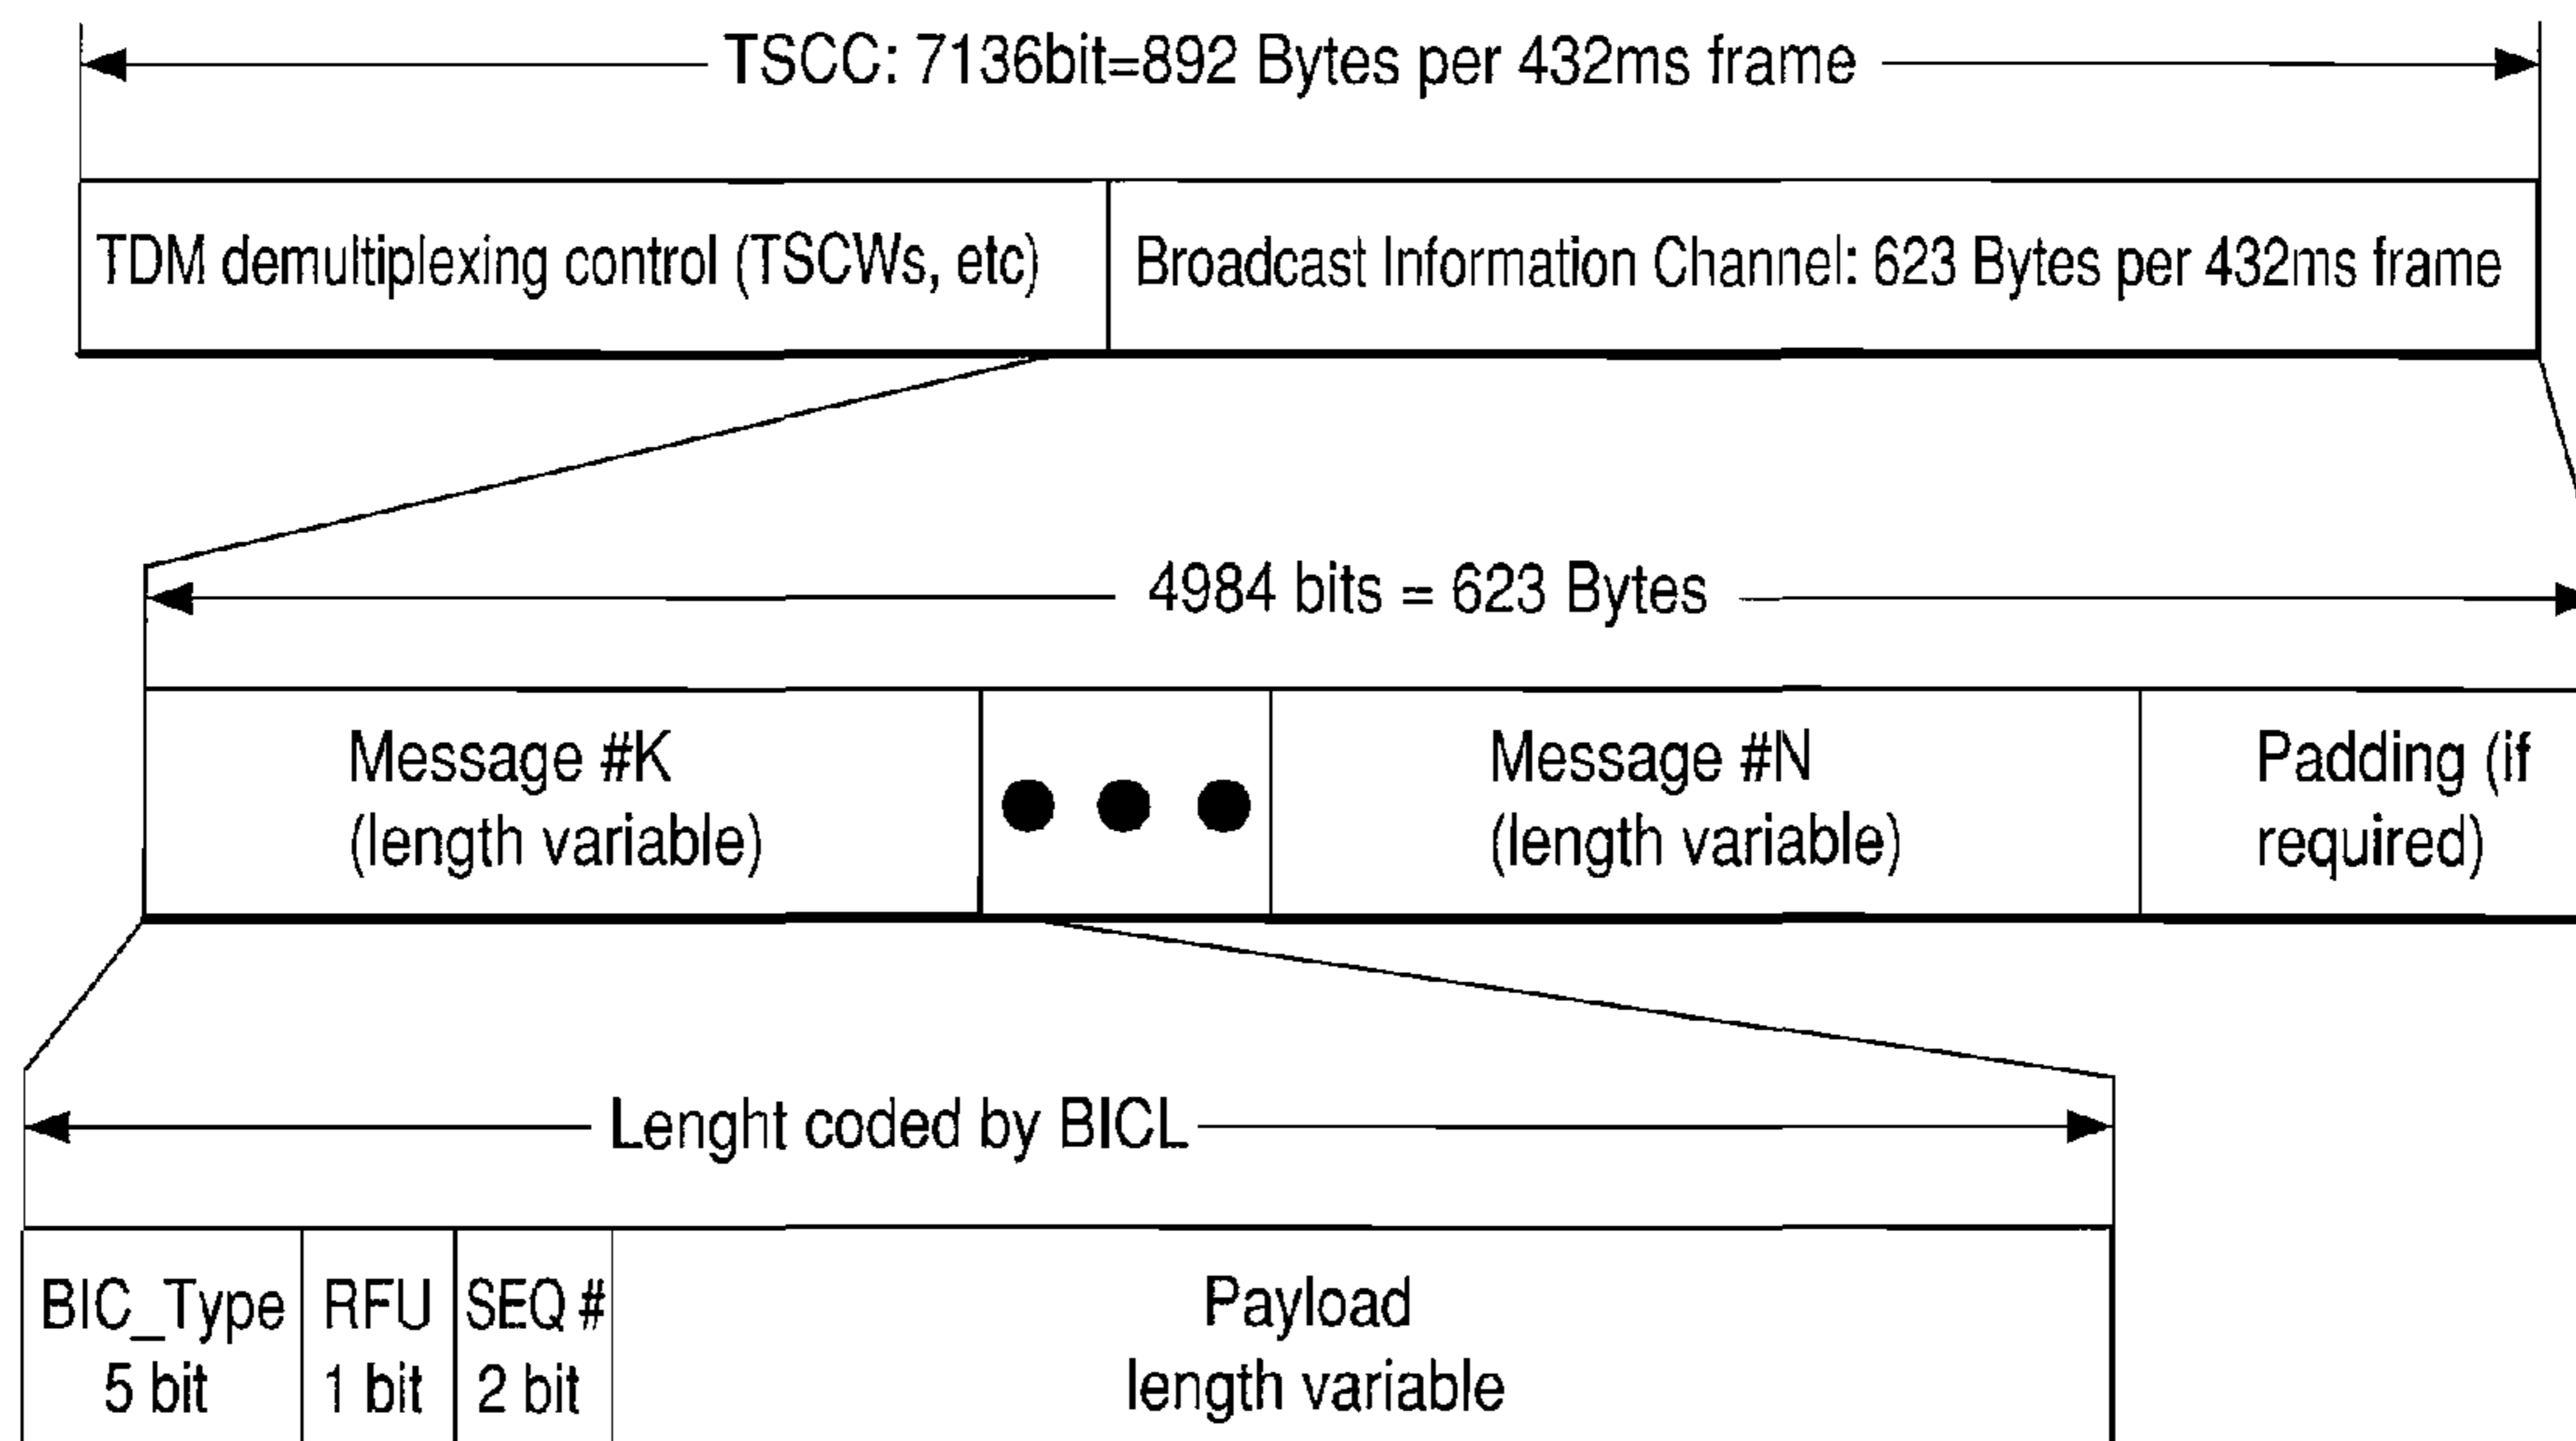 TSCC: 7136bit=892 Bytes per 432ms frame
TDM demultiplexing control (TSCWs, etc)
Broadcast Information Channel: 623 Bytes per 432ms frame
4984 bits = 623 Bytes
Message #K
(length variable)
Message #N
(length variable)
Padding (if
required)
Lenght coded by BICL
BIC_Type
5 bit
RFU
1 bit
SEQ #
2 bit
Payload
length variable